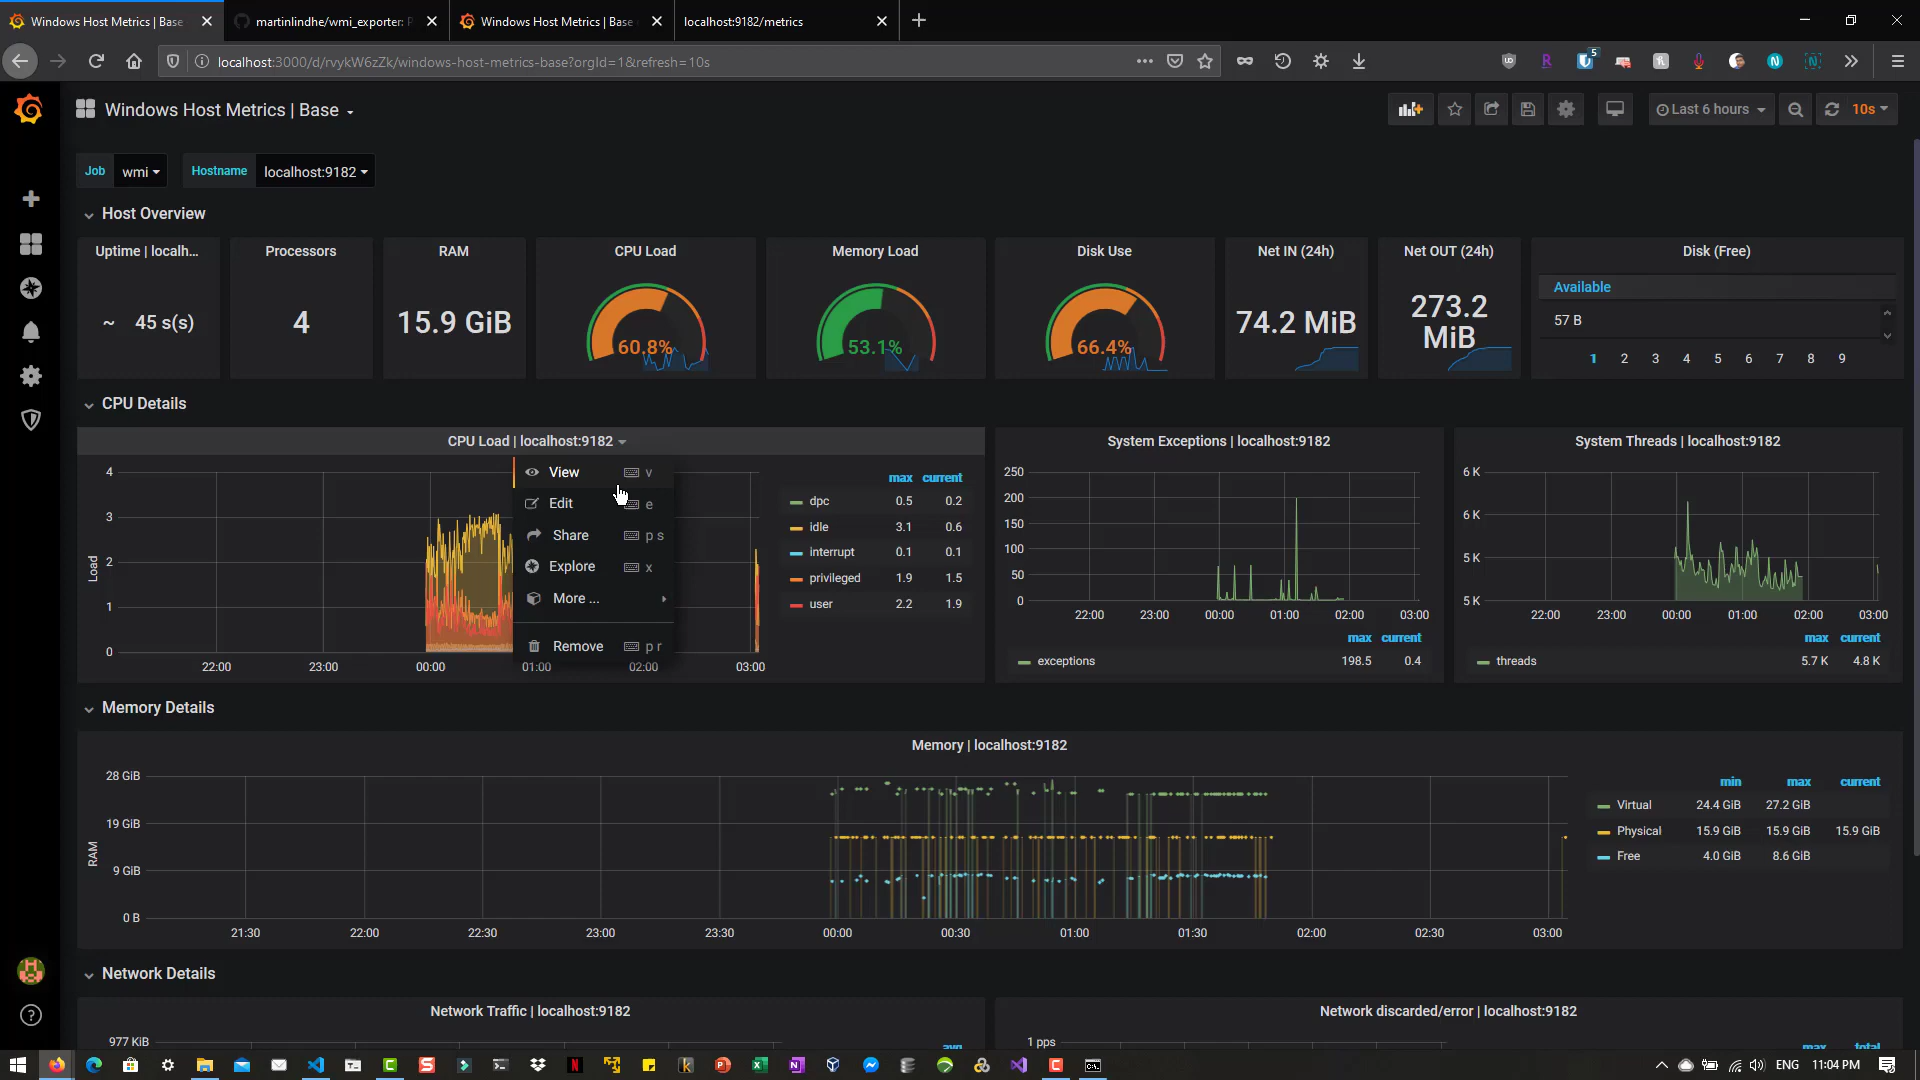 Windows Host Metrics | Base
martinlindhe/wmi_exporter: P
Windows Host Metrics | Base
localhost:9182/metrics
localhost:3000/d/rvykW6zZk/windows-host-metrics-base?orgId=1&refresh=10s
5
Windows Host Metrics | Base
Last 6 hours
10s
Job
wmi
Hostname
localhost:9182
Host Overview
Uptime | localh...
~ 45 s(s)
Processors
4
RAM
15.9 GiB
CPU Load
60.8%
Memory Load
53.1%
Disk Use
66.4%
Net IN (24h)
74.2 MiB
Net OUT (24h)
273.2
MiB
Disk (Free)
Available
57 B
1 2 3 4 5 6 7 8 9
CPU Details
CPU Load | localhost:9182
Load
4
3
2
1
0
22:00 23:00 00:00 01:00 02:00 03:00
View v
Edit e
Share p s
Explore x
More ...
Remove p r
max current
dpc 0.5 0.2
idle 3.1 0.6
interrupt 0.1 0.1
privileged 1.9 1.5
user 2.2 1.9
System Exceptions | localhost:9182
250
200
150
100
50
0
22:00 23:00 00:00 01:00 02:00 03:00
max current
exceptions 198.5 0.4
System Threads | localhost:9182
6 K
6 K
5 K
5 K
22:00 23:00 00:00 01:00 02:00 03:00
max current
threads 5.7 K 4.8 K
Memory Details
Memory | localhost:9182
RAM
28 GiB
19 GiB
9 GiB
0 B
21:30 22:00 22:30 23:00 23:30 00:00 00:30 01:00 01:30 02:00 02:30 03:00
min max current
Virtual 24.4 GiB 27.2 GiB
Physical 15.9 GiB 15.9 GiB 15.9 GiB
Free 4.0 GiB 8.6 GiB
Network Details
Network Traffic | localhost:9182
977 KiB
avg
Network discarded/error | localhost:9182
1 pps
max total
ENG
11:04 PM